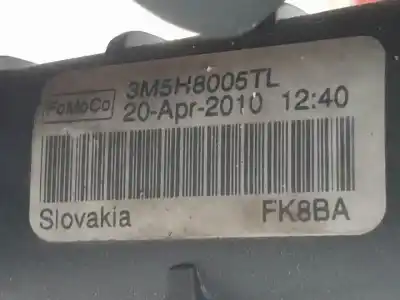 3M5H8005TL
FoMoCo 20-Apr-2010 12:40
Slovakia FK8BA